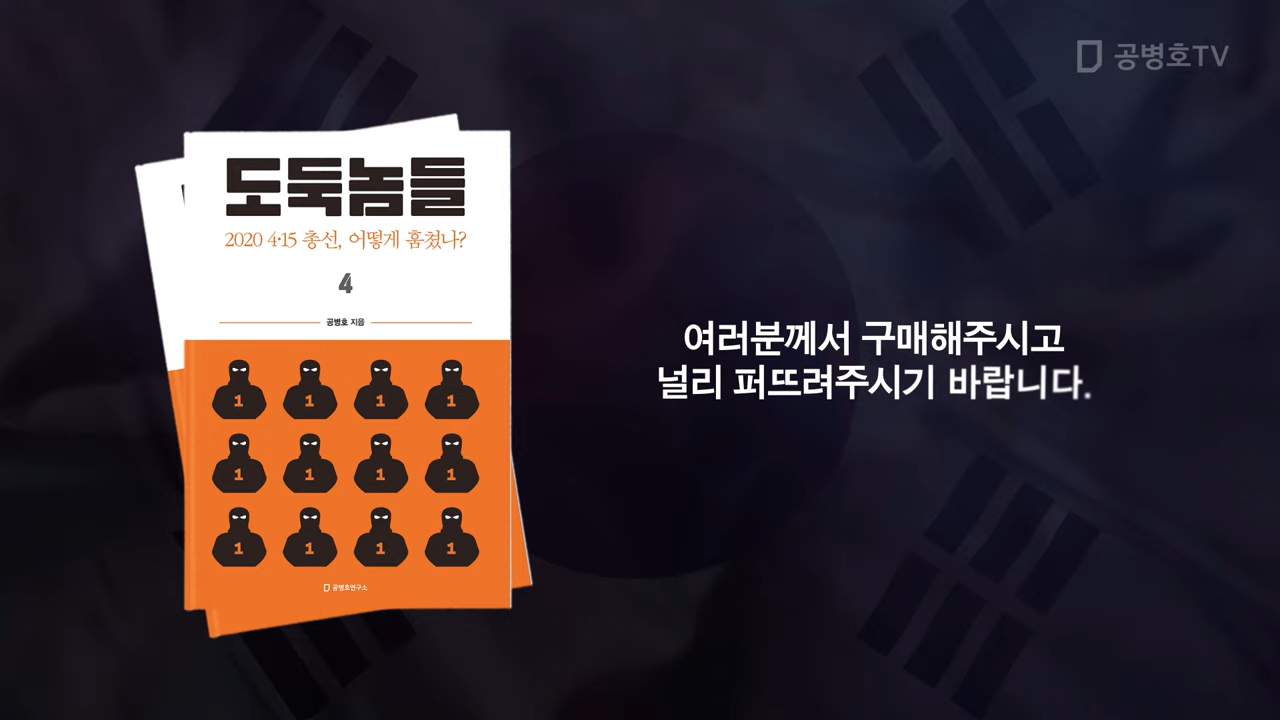 공병호TV
도둑놈들
2020 4·15 총선, 어떻게 훔쳤나?
4
공병호 지음
1 1 1 1
1 1 1 1
1 1 1 1
공병호연구소
여러분께서 구매해주시고
널리 퍼뜨려주시기 바랍니다.